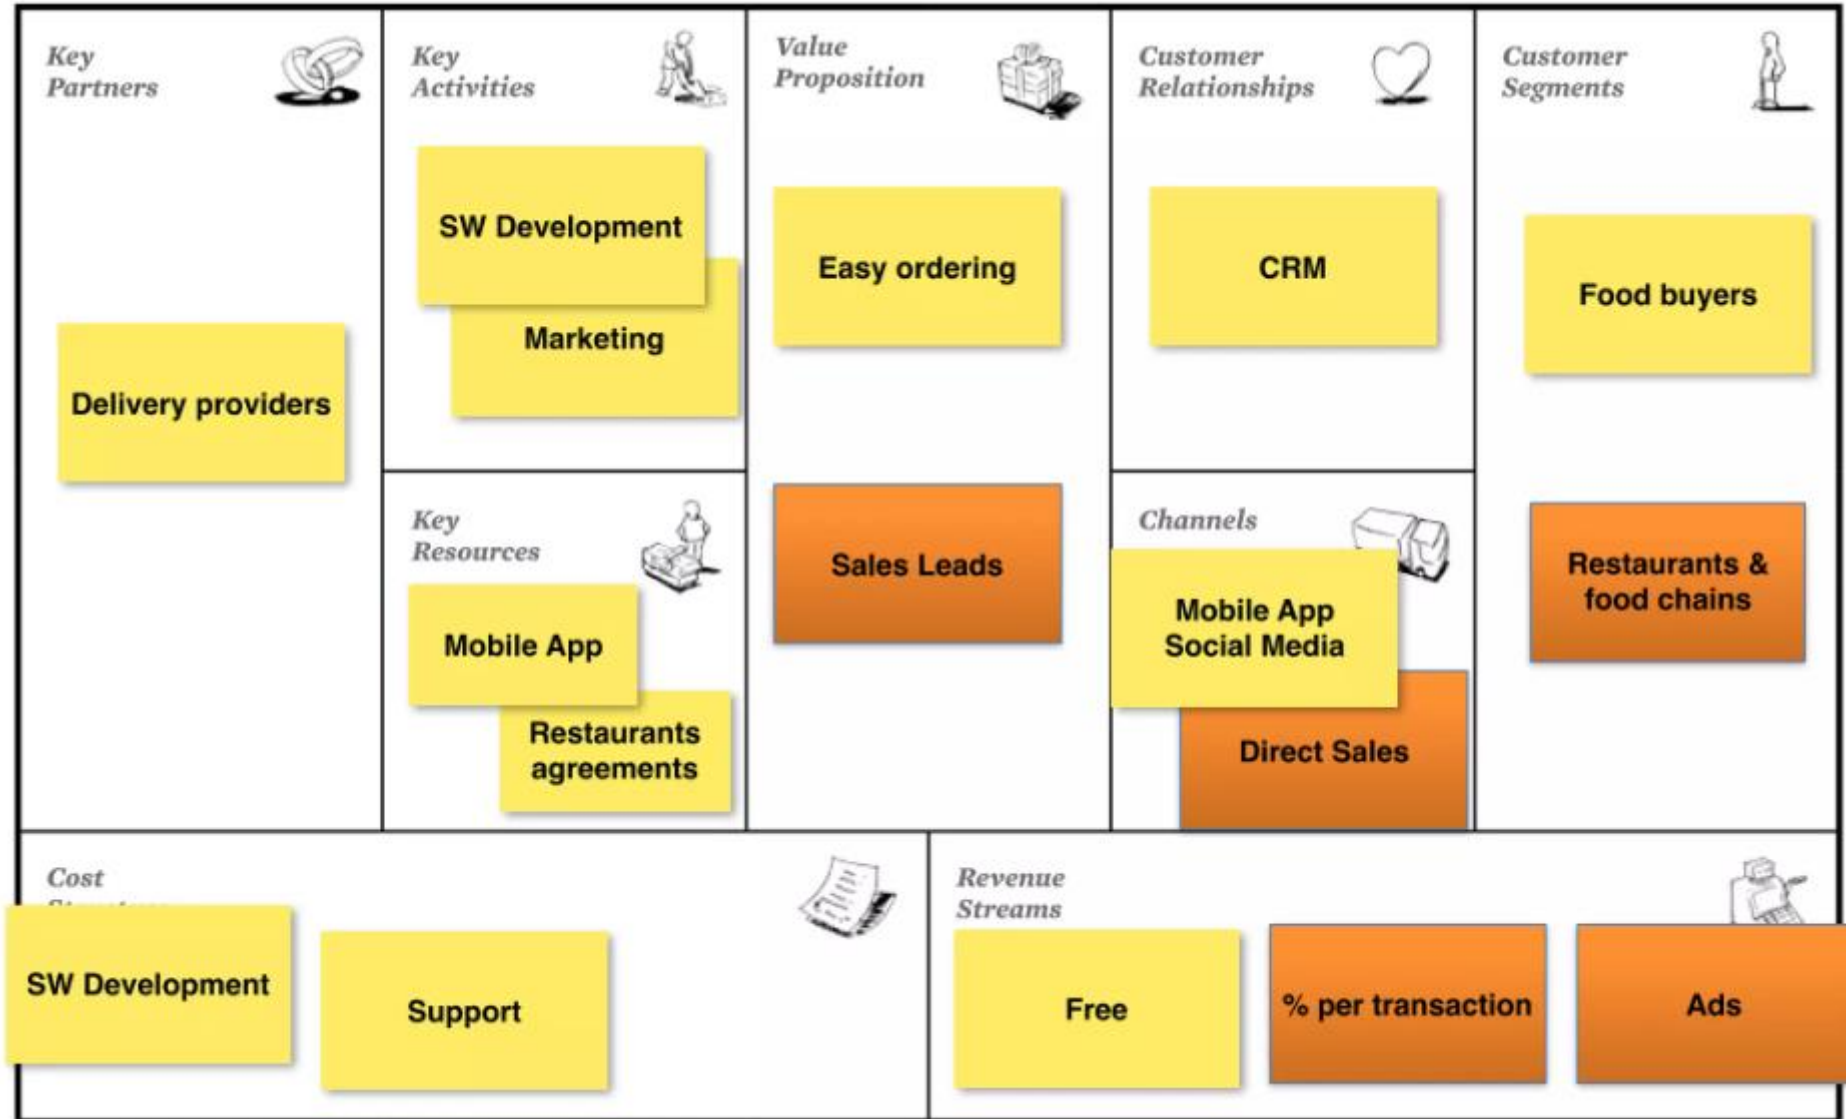 Key
Partners
Delivery providers
Key
Activities
SW Development
Marketing
Key
Resources
Mobile App
Restaurants
agreements
Value
Proposition
Easy ordering
Sales Leads
Customer
Relationships
CRM
Channels
Mobile App
Social Media
Direct Sales
Customer
Segments
Food buyers
Restaurants &
food chains
Cost
SW Development
Support
Revenue
Streams
Free
% per transaction
Ads